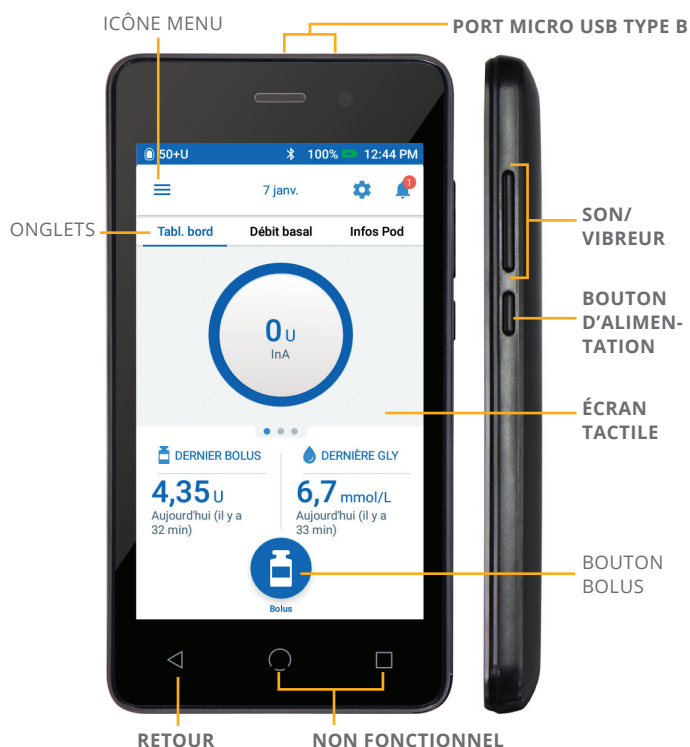 ICÔNE MENU
PORT MICRO USB TYPE B
50+U
100%
12:44 PM
7 janv.
1
ONGLETS
Tabl. bord
Débit basal
Infos Pod
SON/
VIBREUR
0 U
InA
BOUTON
D'ALIMEN-
TATION
ÉCRAN
TACTILE
DERNIER BOLUS
DERNIÈRE GLY
4,35 U
6,7 mmol/L
Aujourd'hui (il y a
32 min)
Aujourd'hui (il y a
33 min)
BOUTON
BOLUS
Bolus
RETOUR
NON FONCTIONNEL